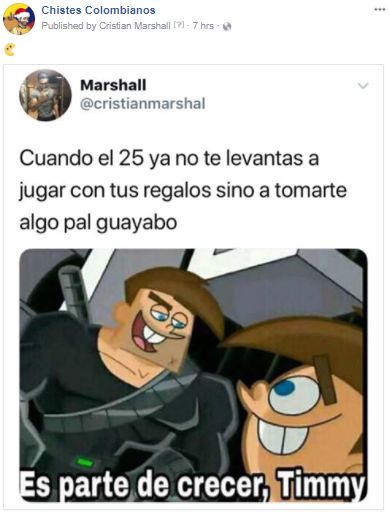 Chistes Colombianos
Published by Cristian Marshall [?] · 7 hrs ·
Marshall
@cristianmarshal
Cuando el 25 ya no te levantas a
jugar con tus regalos sino a tomarte
algo pal guayabo
Es parte de crecer, Timmy